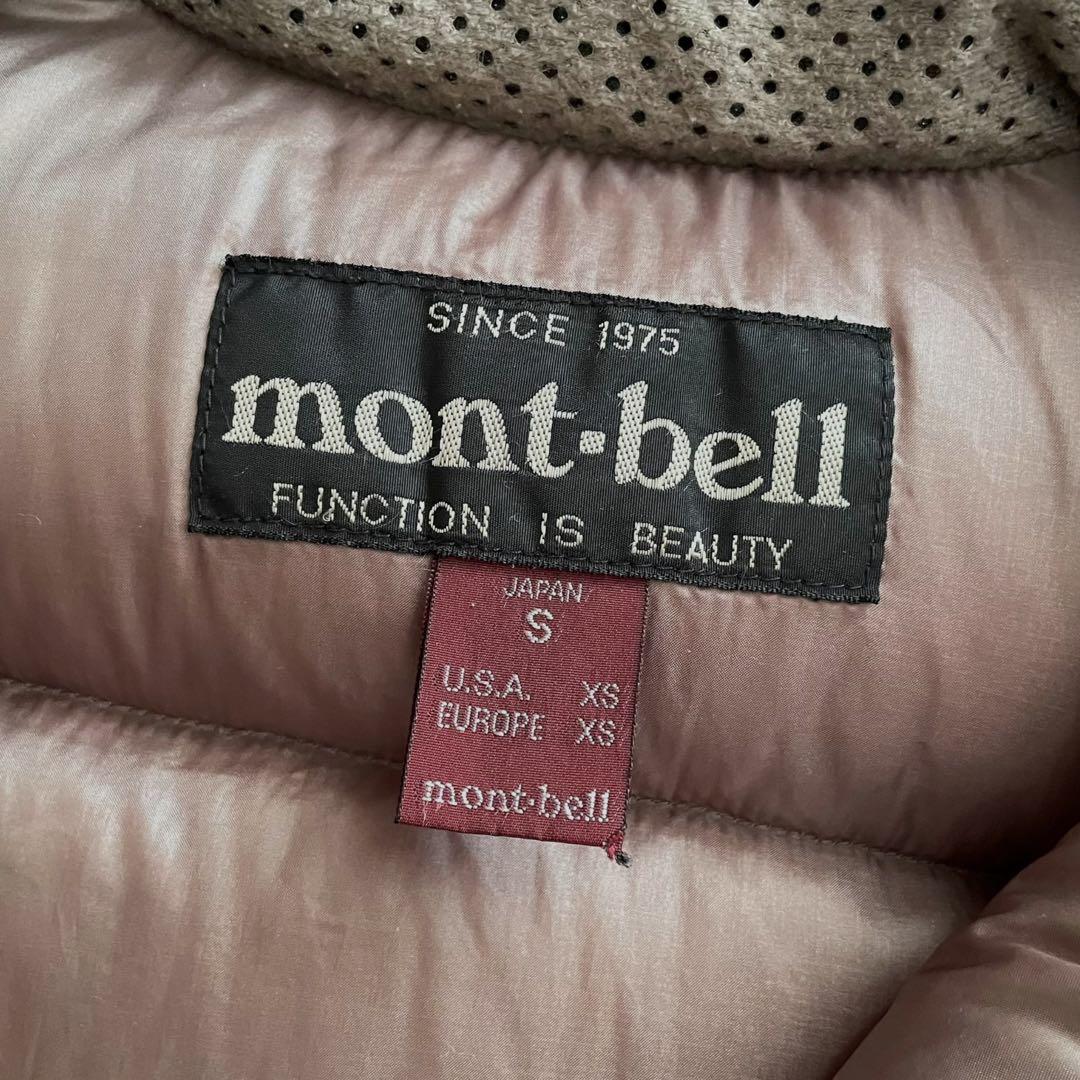 SINCE 1975
mont-bell
FUNCTION IS BEAUTY
JAPAN
S
U.S.A. XS
EUROPE XS
mont-bell